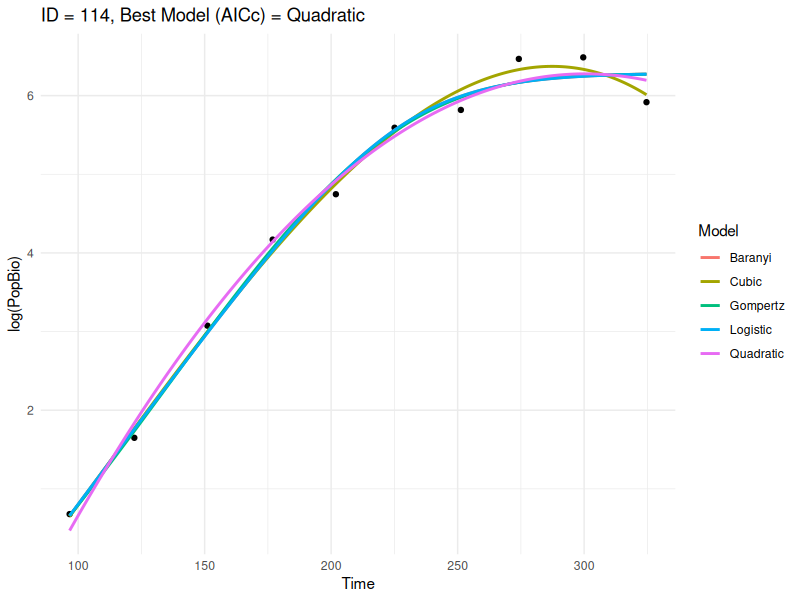 ID = 114, Best Model (AICc) = Quadratic
log(PopBio)
6
4
2
100 150 200 250 300
Time
Model
Baranyi
Cubic
Gompertz
Logistic
Quadratic